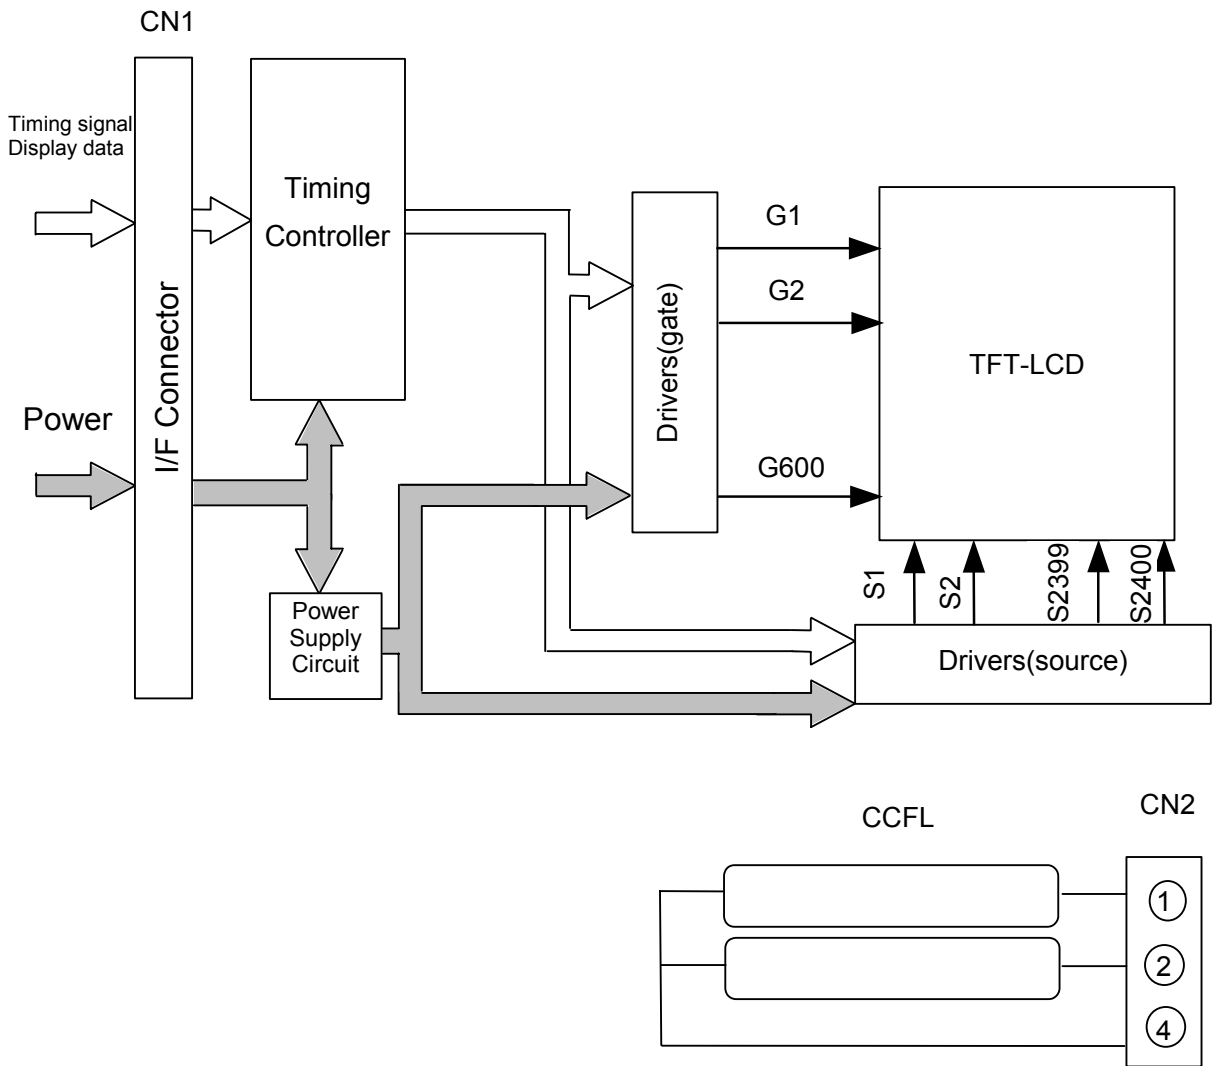 CN1
Timing signal
Display data
Power
I/F Connector
Timing
Controller
Power
Supply
Circuit
Drivers(gate)
G1
G2
G600
TFT-LCD
S1
S2
S2399
S2400
Drivers(source)
CCFL
CN2
1
2
4